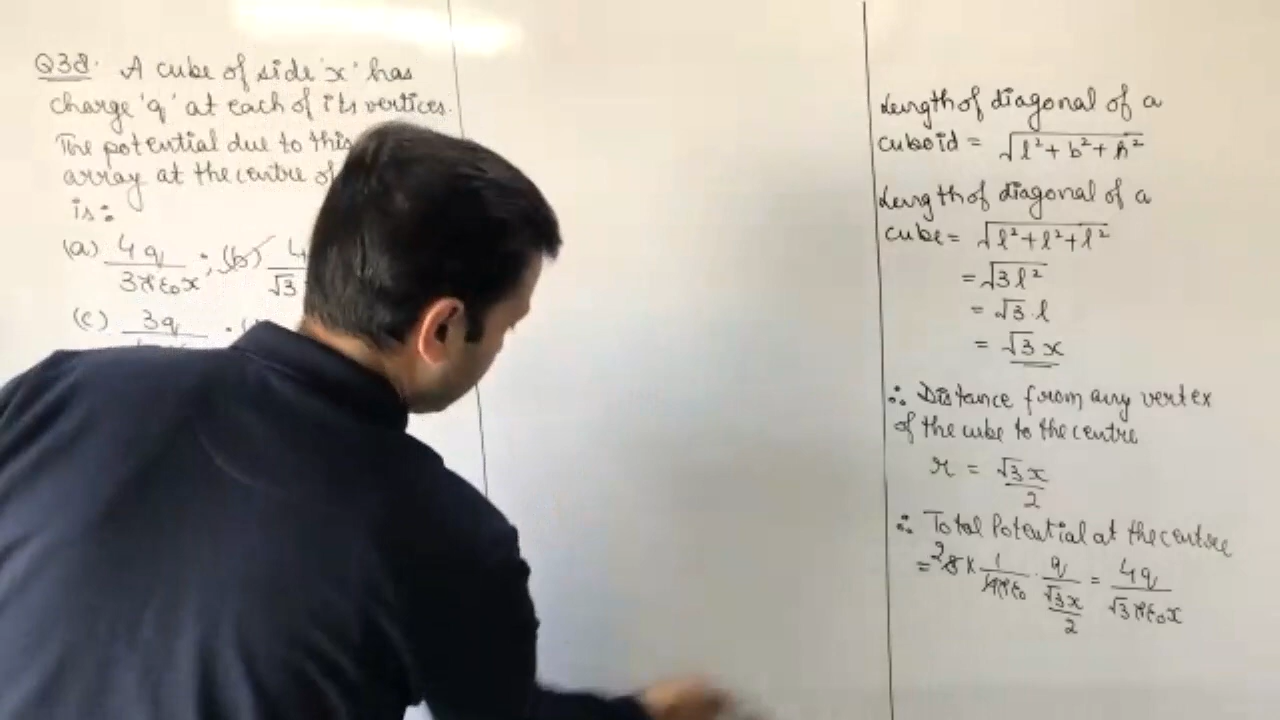 Q38. A cube of side 'x' has
charge 'q' at each of its vertices.
The potential due to this
array at the centre of
is:
(a) 4q / 3πε₀x ; (b) 4 / √3
(c) 3q
Length of diagonal of a
cuboid = √l² + b² + h²
Length of diagonal of a
cube = √l² + l² + l²
= √3l²
= √3 · l
= √3 x
∴ Distance from any vertex
of the cube to the centre
r = √3x / 2
∴ Total Potential at the centre
= 2 8 × 1 / 4πε₀ · q / √3x / 2 = 4q / √3πε₀x